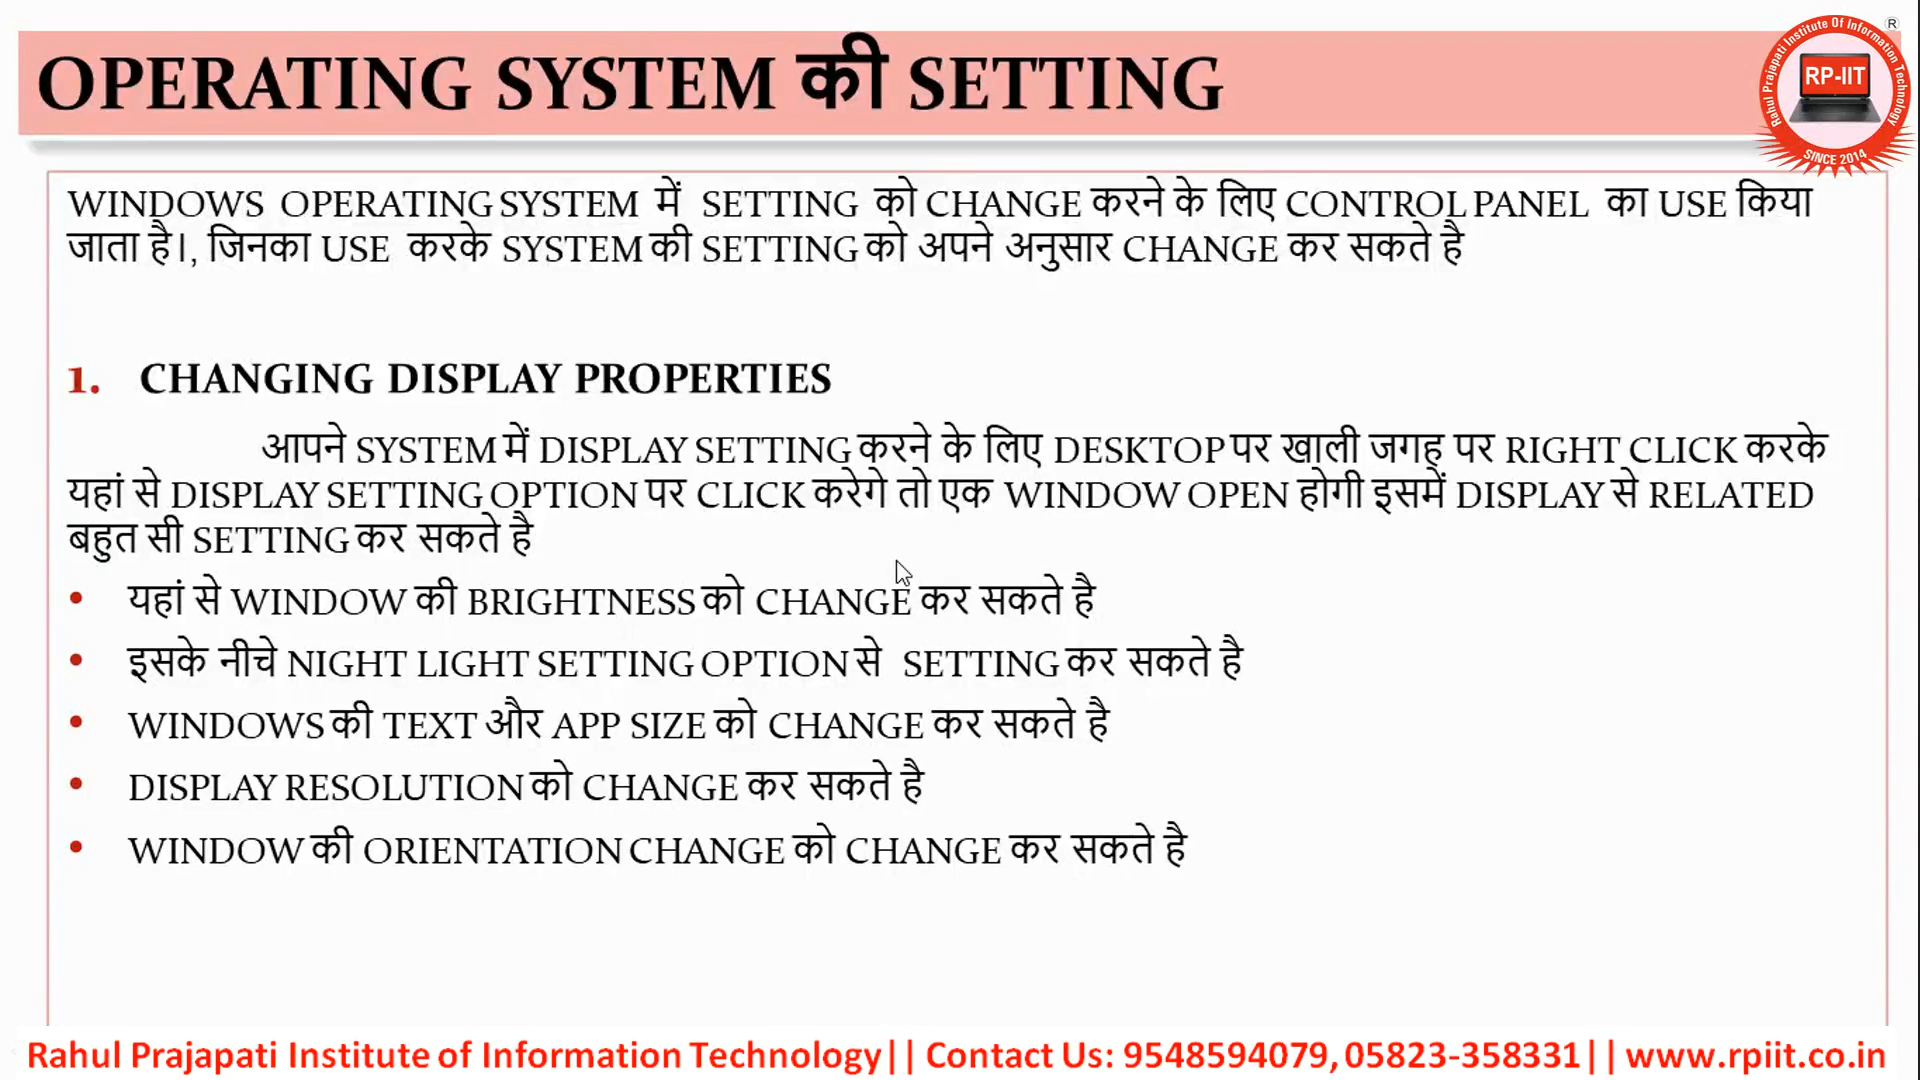 OPERATING SYSTEM की SETTING
Rahul Prajapati Institute Of Information Technology
®
RP-IIT
SINCE 2014
WINDOWS OPERATING SYSTEM में SETTING को CHANGE करने के लिए CONTROL PANEL का USE किया
जाता है।, जिनका USE करके SYSTEM की SETTING को अपने अनुसार CHANGE कर सकते है
1. CHANGING DISPLAY PROPERTIES
आपने SYSTEM में DISPLAY SETTING करने के लिए DESKTOP पर खाली जगह पर RIGHT CLICK करके
यहां से DISPLAY SETTING OPTION पर CLICK करेगे तो एक WINDOW OPEN होगी इसमें DISPLAY से RELATED
बहुत सी SETTING कर सकते है
• यहां से WINDOW की BRIGHTNESS को CHANGE कर सकते है
• इसके नीचे NIGHT LIGHT SETTING OPTION से SETTING कर सकते है
• WINDOWS की TEXT और APP SIZE को CHANGE कर सकते है
• DISPLAY RESOLUTION को CHANGE कर सकते है
• WINDOW की ORIENTATION CHANGE को CHANGE कर सकते है
Rahul Prajapati Institute of Information Technology|| Contact Us: 9548594079, 05823-358331|| www.rpiit.co.in